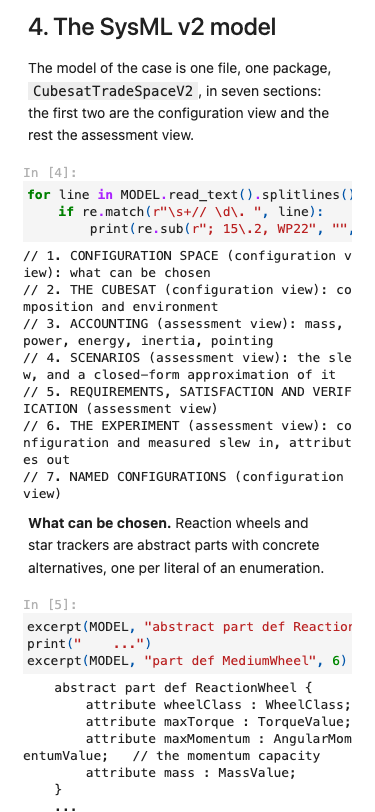 4. The SysML v2 model
The model of the case is one file, one package,
CubesatTradeSpaceV2 , in seven sections:
the first two are the configuration view and the
rest the assessment view.
In [4]:
for line in MODEL.read_text().splitlines()
    if re.match(r"\s+// \d\. ", line):
        print(re.sub(r"; 15\.2, WP22", "",
// 1. CONFIGURATION SPACE (configuration v
iew): what can be chosen
// 2. THE CUBESAT (configuration view): co
mposition and environment
// 3. ACCOUNTING (assessment view): mass,
power, energy, inertia, pointing
// 4. SCENARIOS (assessment view): the sle
w, and a closed-form approximation of it
// 5. REQUIREMENTS, SATISFACTION AND VERIF
ICATION (assessment view)
// 6. THE EXPERIMENT (assessment view): co
nfiguration and measured slew in, attribut
es out
// 7. NAMED CONFIGURATIONS (configuration
view)
What can be chosen. Reaction wheels and
star trackers are abstract parts with concrete
alternatives, one per literal of an enumeration.
In [5]:
excerpt(MODEL, "abstract part def Reaction
print("    ...")
excerpt(MODEL, "part def MediumWheel", 6)
    abstract part def ReactionWheel {
        attribute wheelClass : WheelClass;
        attribute maxTorque : TorqueValue;
        attribute maxMomentum : AngularMom
entumValue;   // the momentum capacity
        attribute mass : MassValue;
    }
    ...